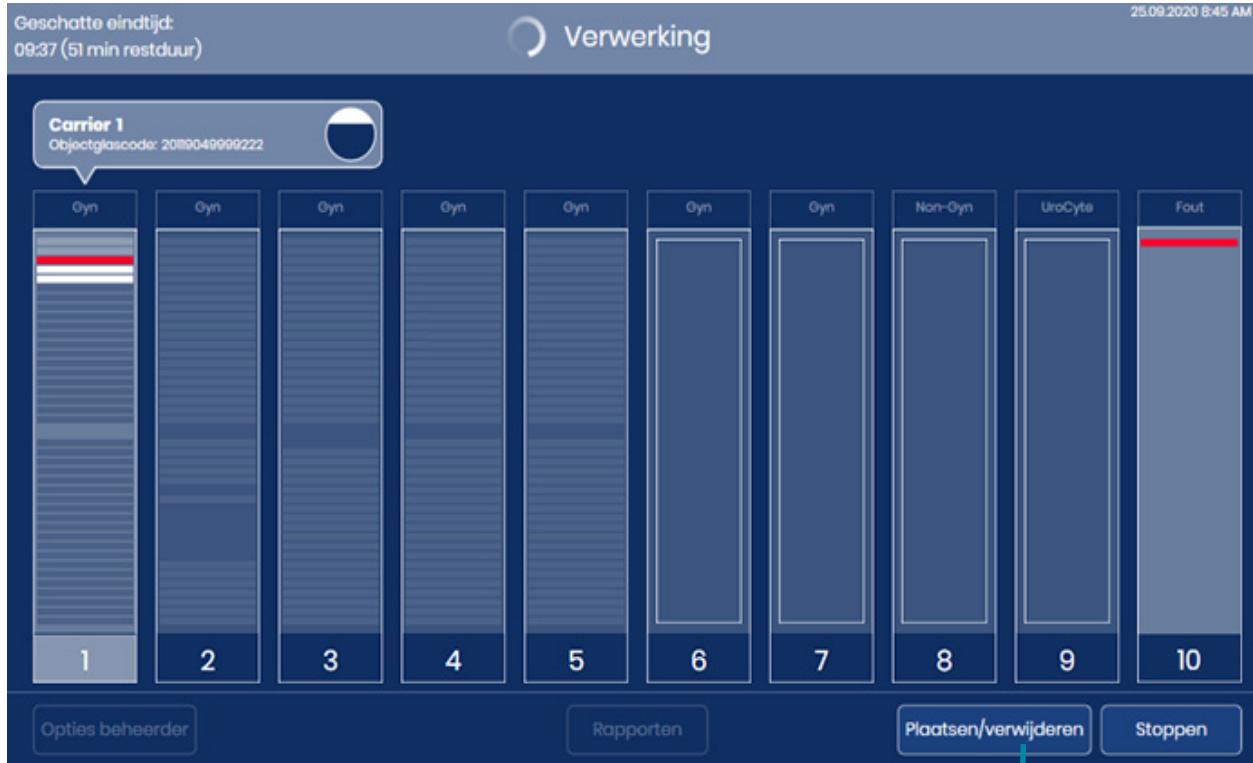 Geschatte eindtijd:
09:37 (51 min restduur)
Verwerking
25.09.2020 8:45 AM
Carrier 1
Objectglascode: 20119049999222
Gyn
Gyn
Gyn
Gyn
Gyn
Gyn
Gyn
Non-Gyn
UroCyte
Fout
1
2
3
4
5
6
7
8
9
10
Opties beheerder
Rapporten
Plaatsen/verwijderen
Stoppen